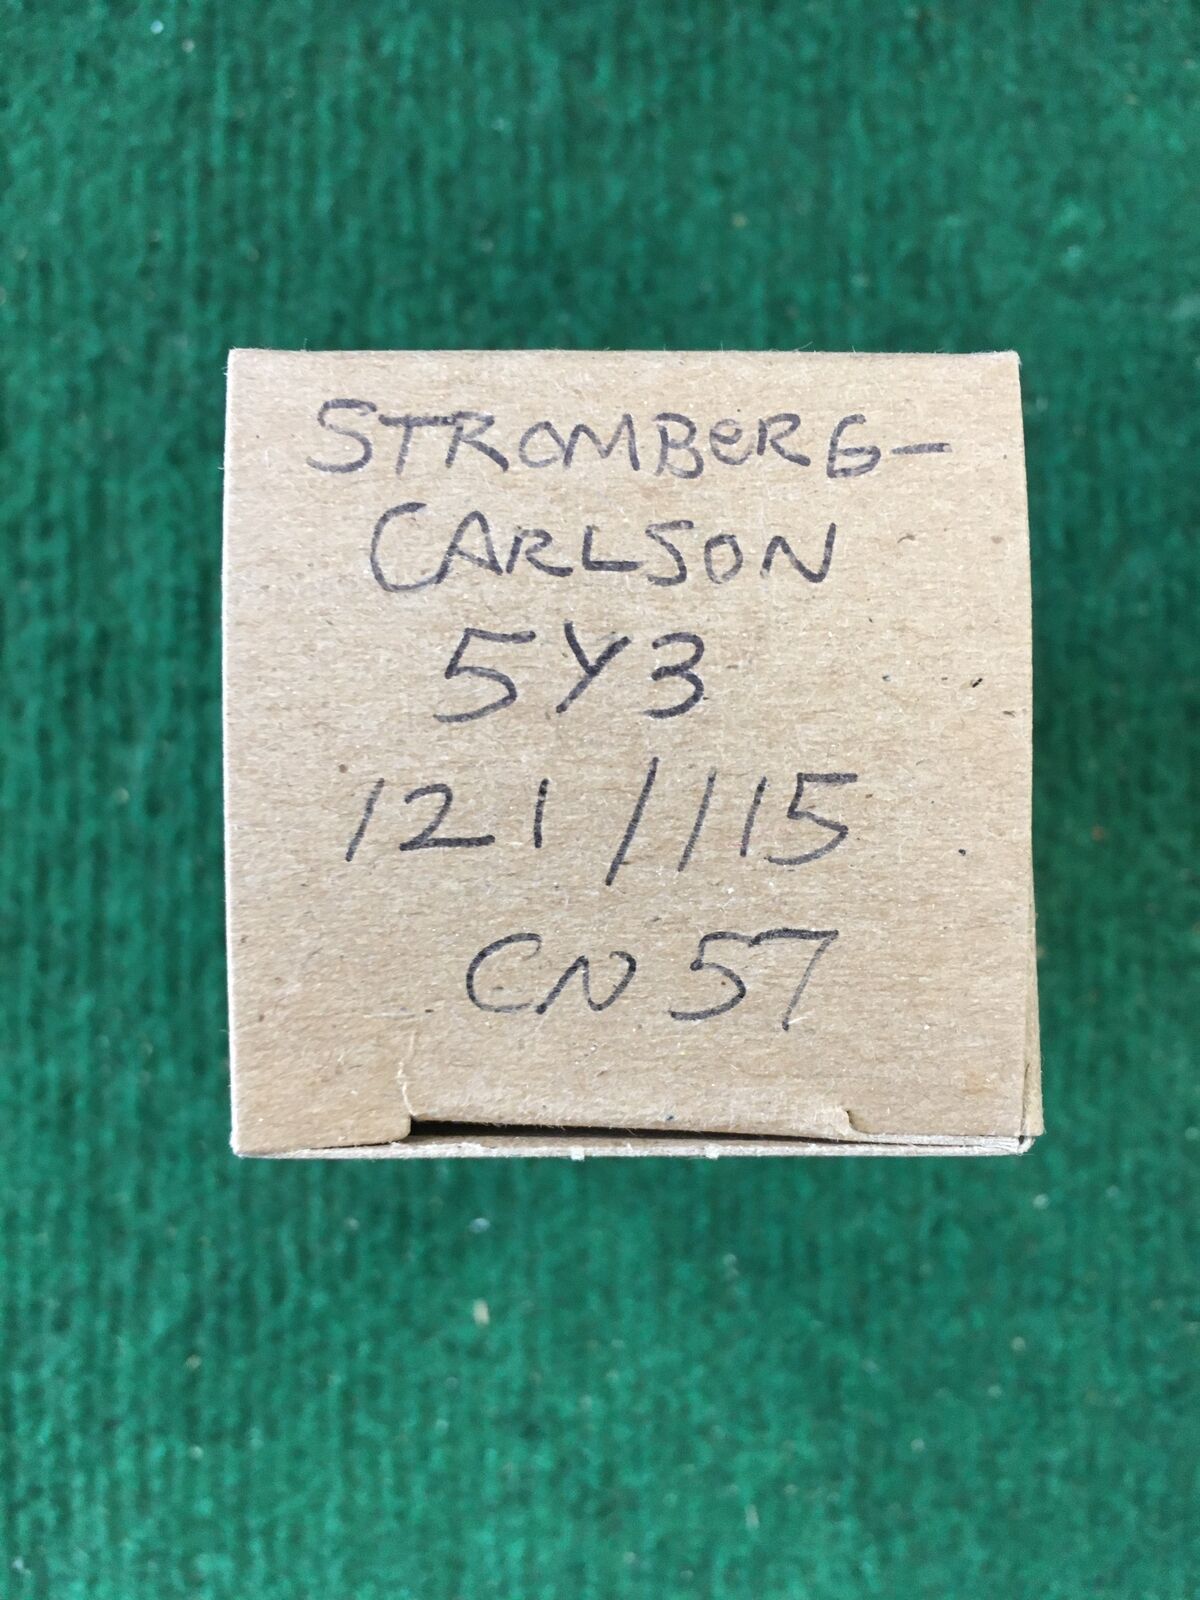 STROMBERG-
CARLSON
5Y3
121/115
CN 57